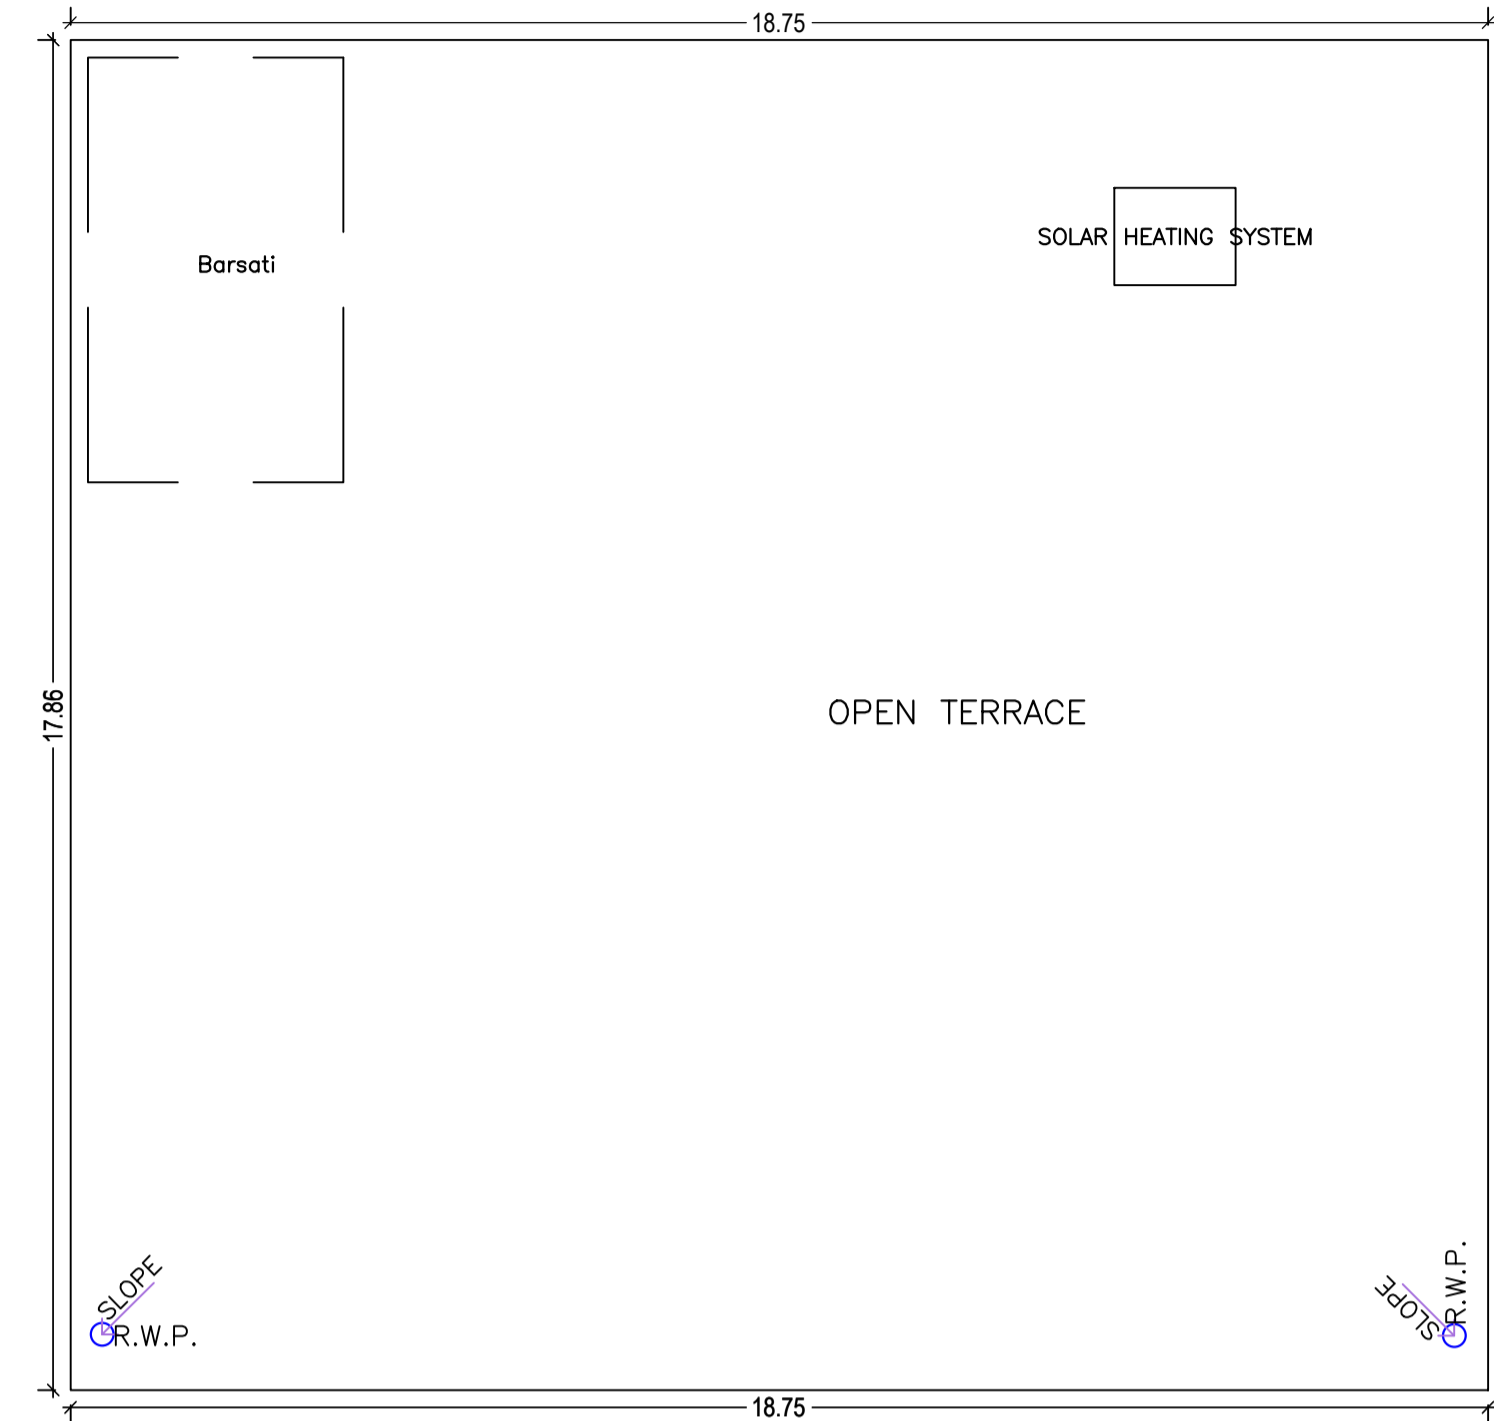 18.75
SOLAR HEATING SYSTEM
Barsati
17.86
OPEN TERRACE
SLOPE
R.W.P.
SLOPE
R.W.P.
18.75